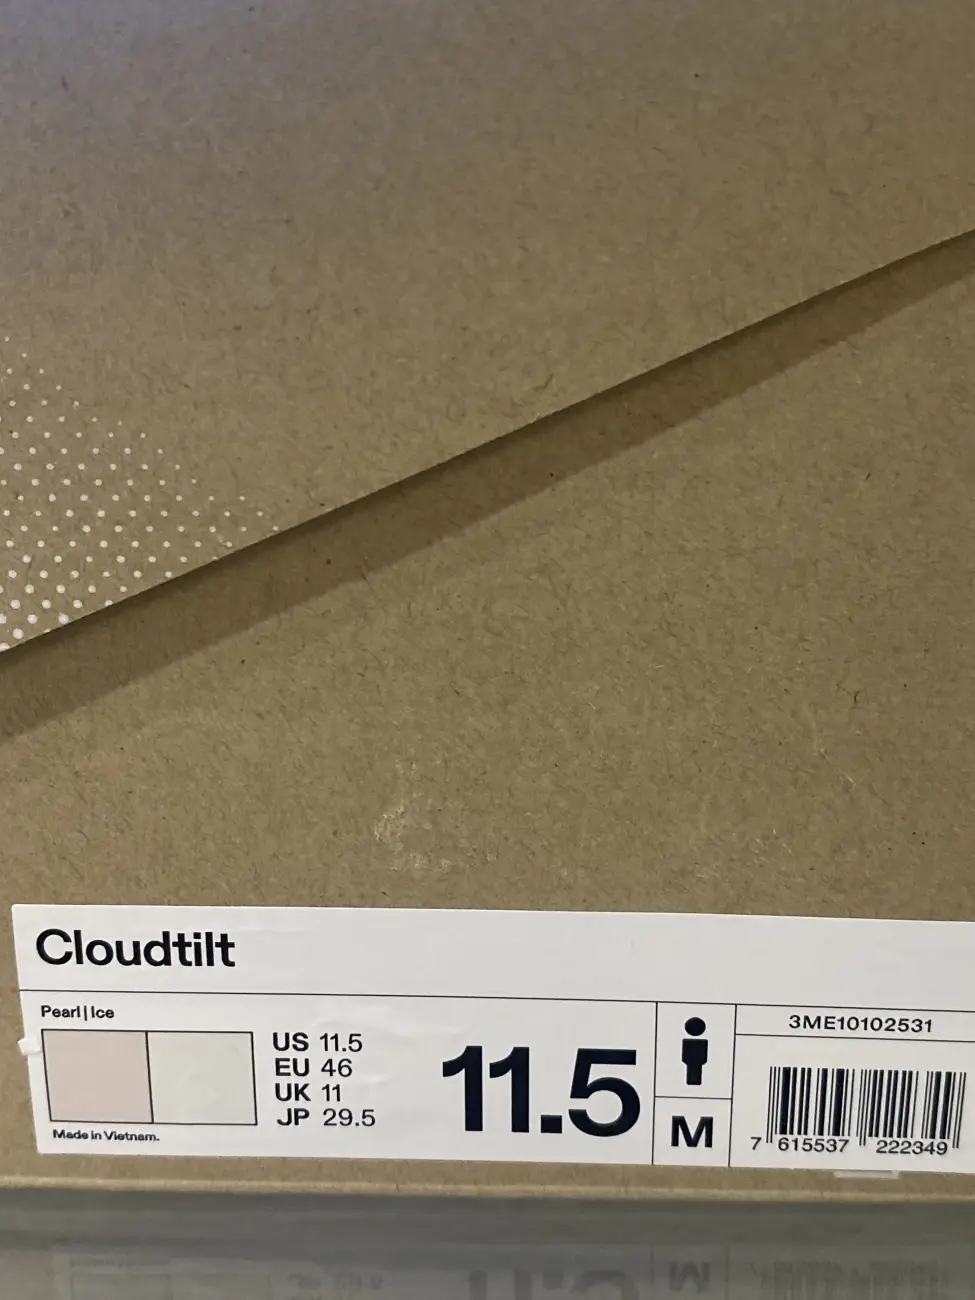 Cloudtilt
Pearl | Ice
US 11.5
EU 46
UK 11
JP 29.5
Made in Vietnam.
11.5
M
3ME10102531
7 615537 222349